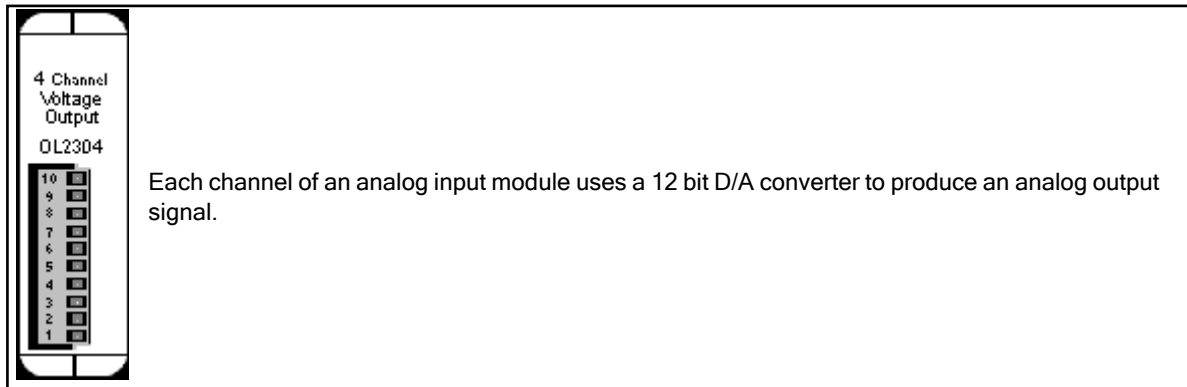 4 Channel
Voltage
Output
OL2304
10
9
8
7
6
5
4
3
2
1
Each channel of an analog input module uses a 12 bit D/A converter to produce an analog output
signal.